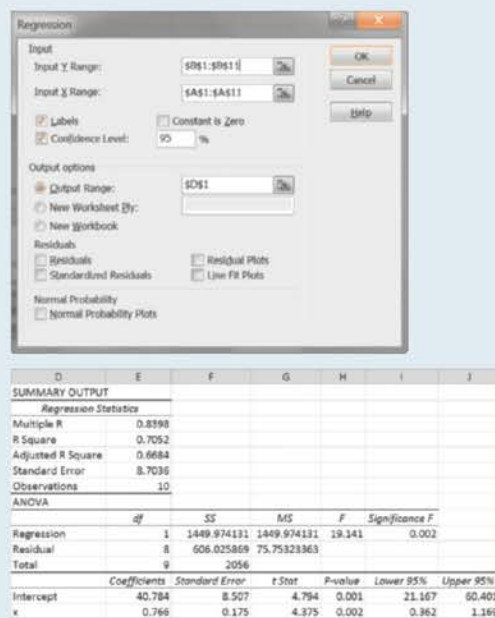 Regression
Input
Input Y Range: $B$1:$B$11
Input X Range: $A$1:$A$11
Labels Constant is Zero
Confidence Level: 95 %
OK
Cancel
Help
Output options
Output Range: $D$1
New Worksheet Ply:
New Workbook
Residuals
Residuals Residual Plots
Standardized Residuals Line Fit Plots
Normal Probability
Normal Probability Plots
D E F G H I J
SUMMARY OUTPUT
Regression Statistics
Multiple R 0.8398
R Square 0.7052
Adjusted R Square 0.6684
Standard Error 8.7036
Observations 10
ANOVA
df SS MS F Significance F
Regression 1 1449.974131 1449.974131 19.141 0.002
Residual 8 606.025869 75.75323363
Total 9 2056
Coefficients Standard Error t Stat P-value Lower 95% Upper 95%
Intercept 40.784 8.507 4.794 0.001 21.167 60.401
x 0.766 0.175 4.375 0.002 0.362 1.169